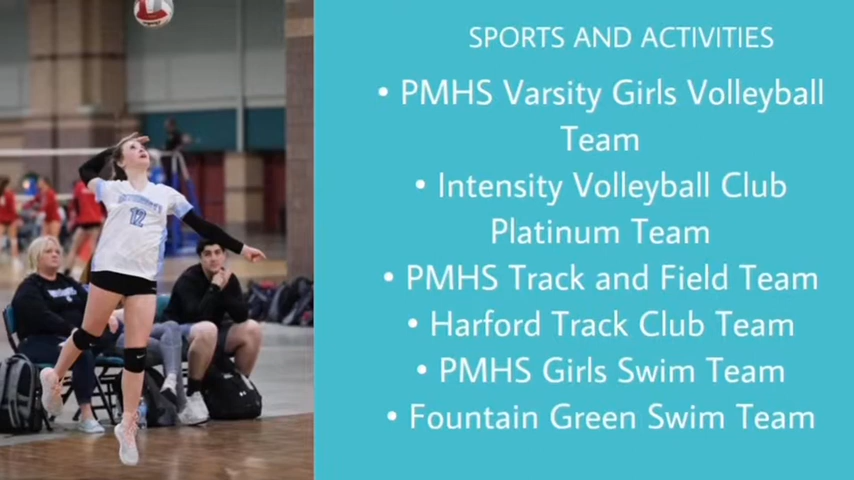 SPORTS AND ACTIVITIES
• PMHS Varsity Girls Volleyball
Team
• Intensity Volleyball Club
Platinum Team
• PMHS Track and Field Team
• Harford Track Club Team
• PMHS Girls Swim Team
• Fountain Green Swim Team
12